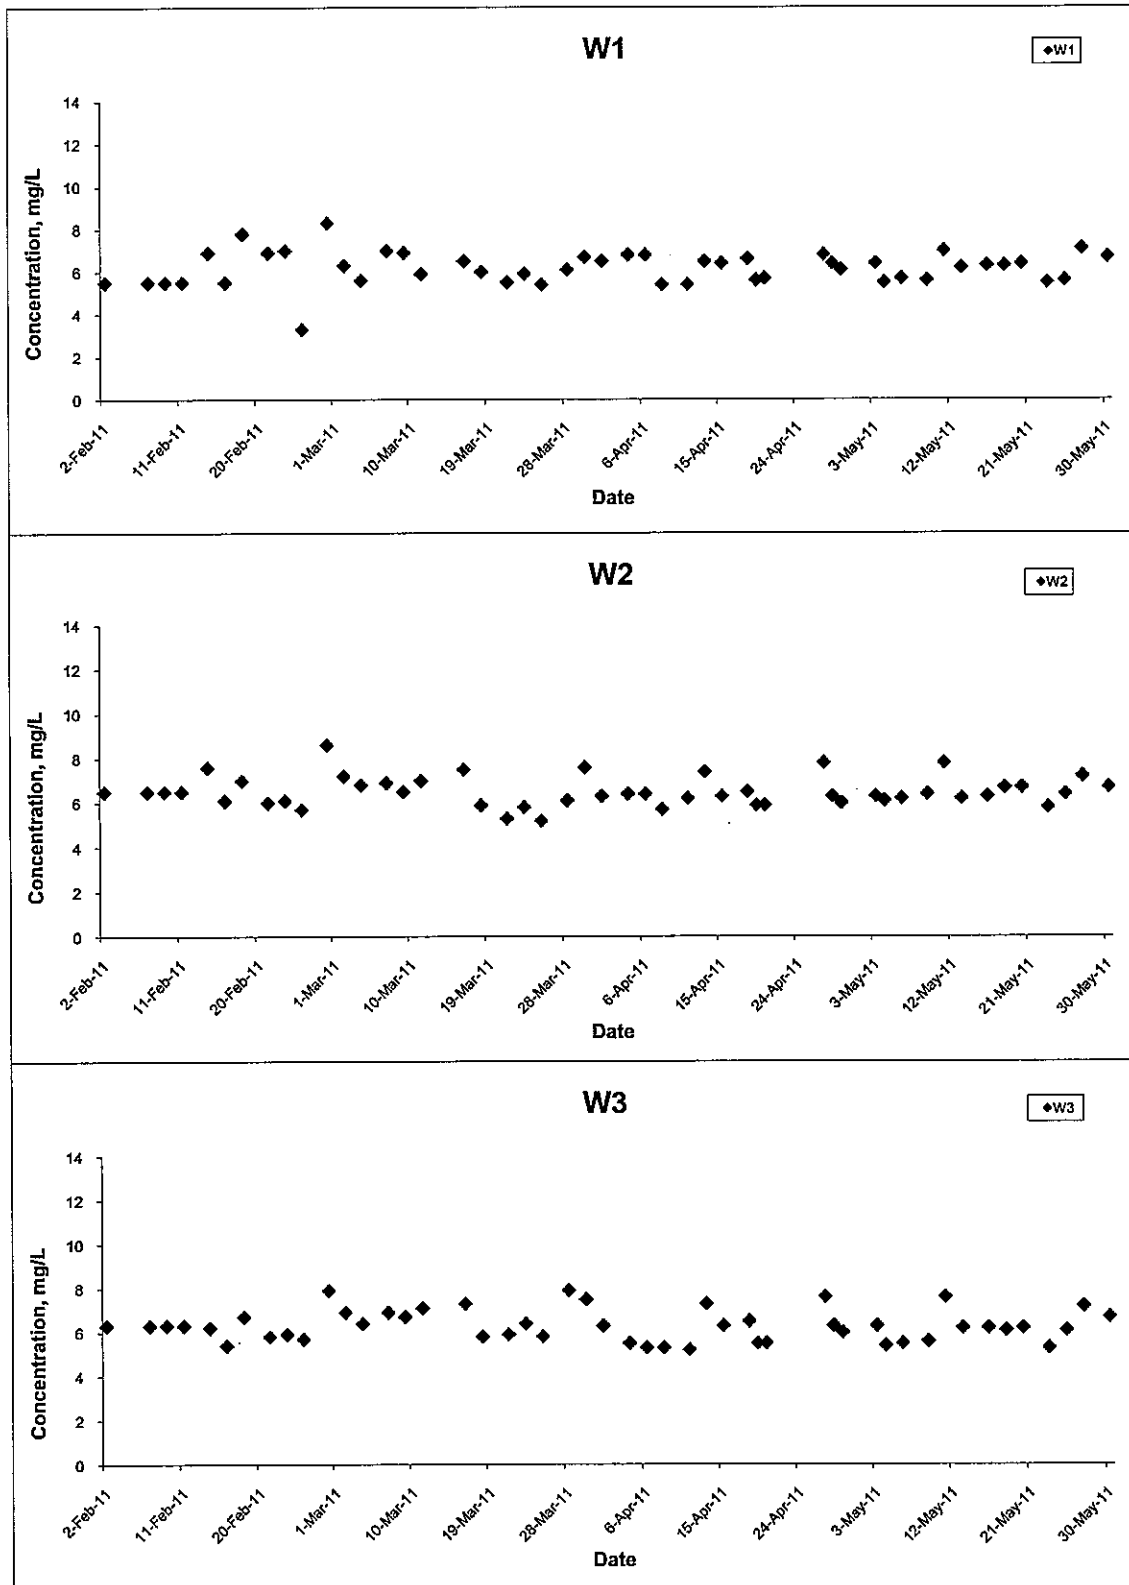 W1
◆W1
14
12
10
8
6
4
2
0
Concentration, mg/L
2-Feb-11
11-Feb-11
20-Feb-11
1-Mar-11
10-Mar-11
19-Mar-11
28-Mar-11
6-Apr-11
15-Apr-11
24-Apr-11
3-May-11
12-May-11
21-May-11
30-May-11
Date
W2
◆W2
14
12
10
8
6
4
2
0
Concentration, mg/L
2-Feb-11
11-Feb-11
20-Feb-11
1-Mar-11
10-Mar-11
19-Mar-11
28-Mar-11
6-Apr-11
15-Apr-11
24-Apr-11
3-May-11
12-May-11
21-May-11
30-May-11
Date
W3
◆W3
14
12
10
8
6
4
2
0
Concentration, mg/L
2-Feb-11
11-Feb-11
20-Feb-11
1-Mar-11
10-Mar-11
19-Mar-11
28-Mar-11
6-Apr-11
15-Apr-11
24-Apr-11
3-May-11
12-May-11
21-May-11
30-May-11
Date